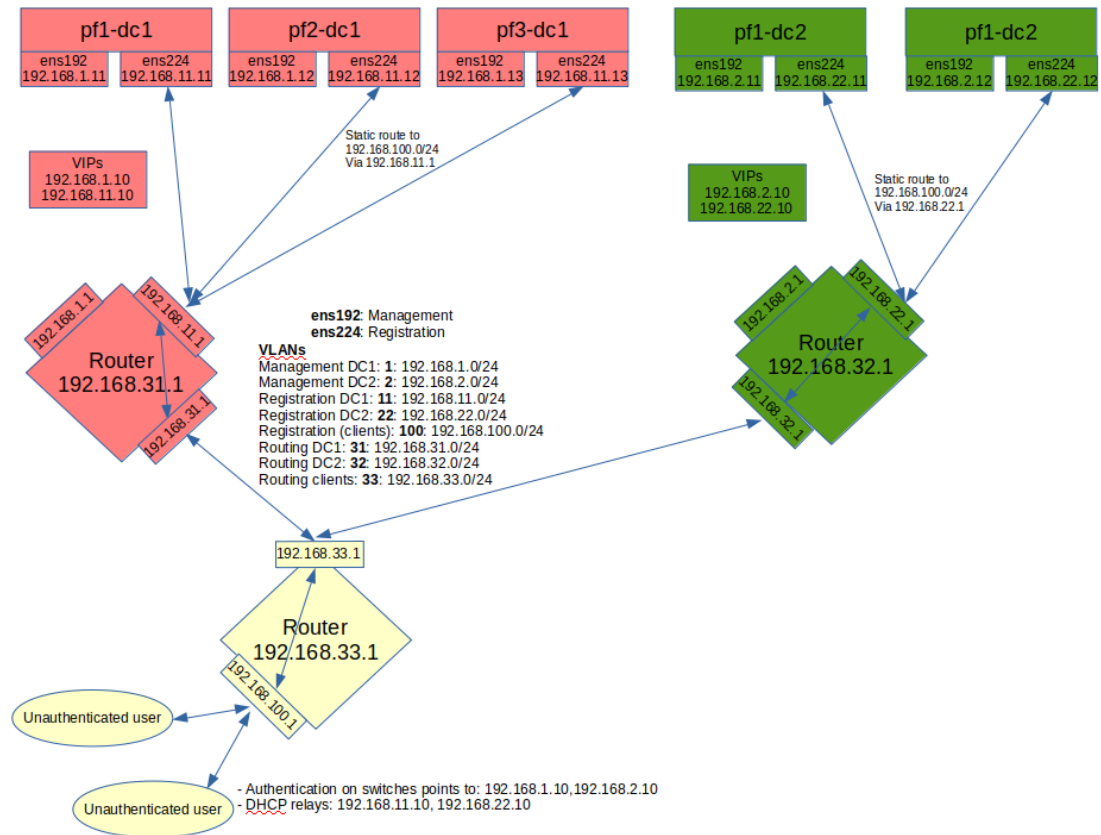 pf1-dc1
ens192
192.168.1.11
ens224
192.168.11.11
pf2-dc1
ens192
192.168.1.12
ens224
192.168.11.12
pf3-dc1
ens192
192.168.1.13
ens224
192.168.11.13
pf1-dc2
ens192
192.168.2.11
ens224
192.168.22.11
pf1-dc2
ens192
192.168.2.12
ens224
192.168.22.12
Static route to
192.168.100.0/24
Via 192.168.11.1
VIPs
192.168.1.10
192.168.11.10
VIPs
192.168.2.10
192.168.22.10
Static route to
192.168.100.0/24
Via 192.168.22.1
192.168.1.1
192.168.11.1
Router
192.168.31.1
192.168.31.1
192.168.2.1
192.168.22.1
Router
192.168.32.1
192.168.32.1
ens192: Management
ens224: Registration
VLANs
Management DC1: 1: 192.168.1.0/24
Management DC2: 2: 192.168.2.0/24
Registration DC1: 11: 192.168.11.0/24
Registration DC2: 22: 192.168.22.0/24
Registration (clients): 100: 192.168.100.0/24
Routing DC1: 31: 192.168.31.0/24
Routing DC2: 32: 192.168.32.0/24
Routing clients: 33: 192.168.33.0/24
192.168.33.1
Router
192.168.33.1
192.168.100.1
Unauthenticated user
Unauthenticated user
- Authentication on switches points to: 192.168.1.10,192.168.2.10
- DHCP relays: 192.168.11.10, 192.168.22.10